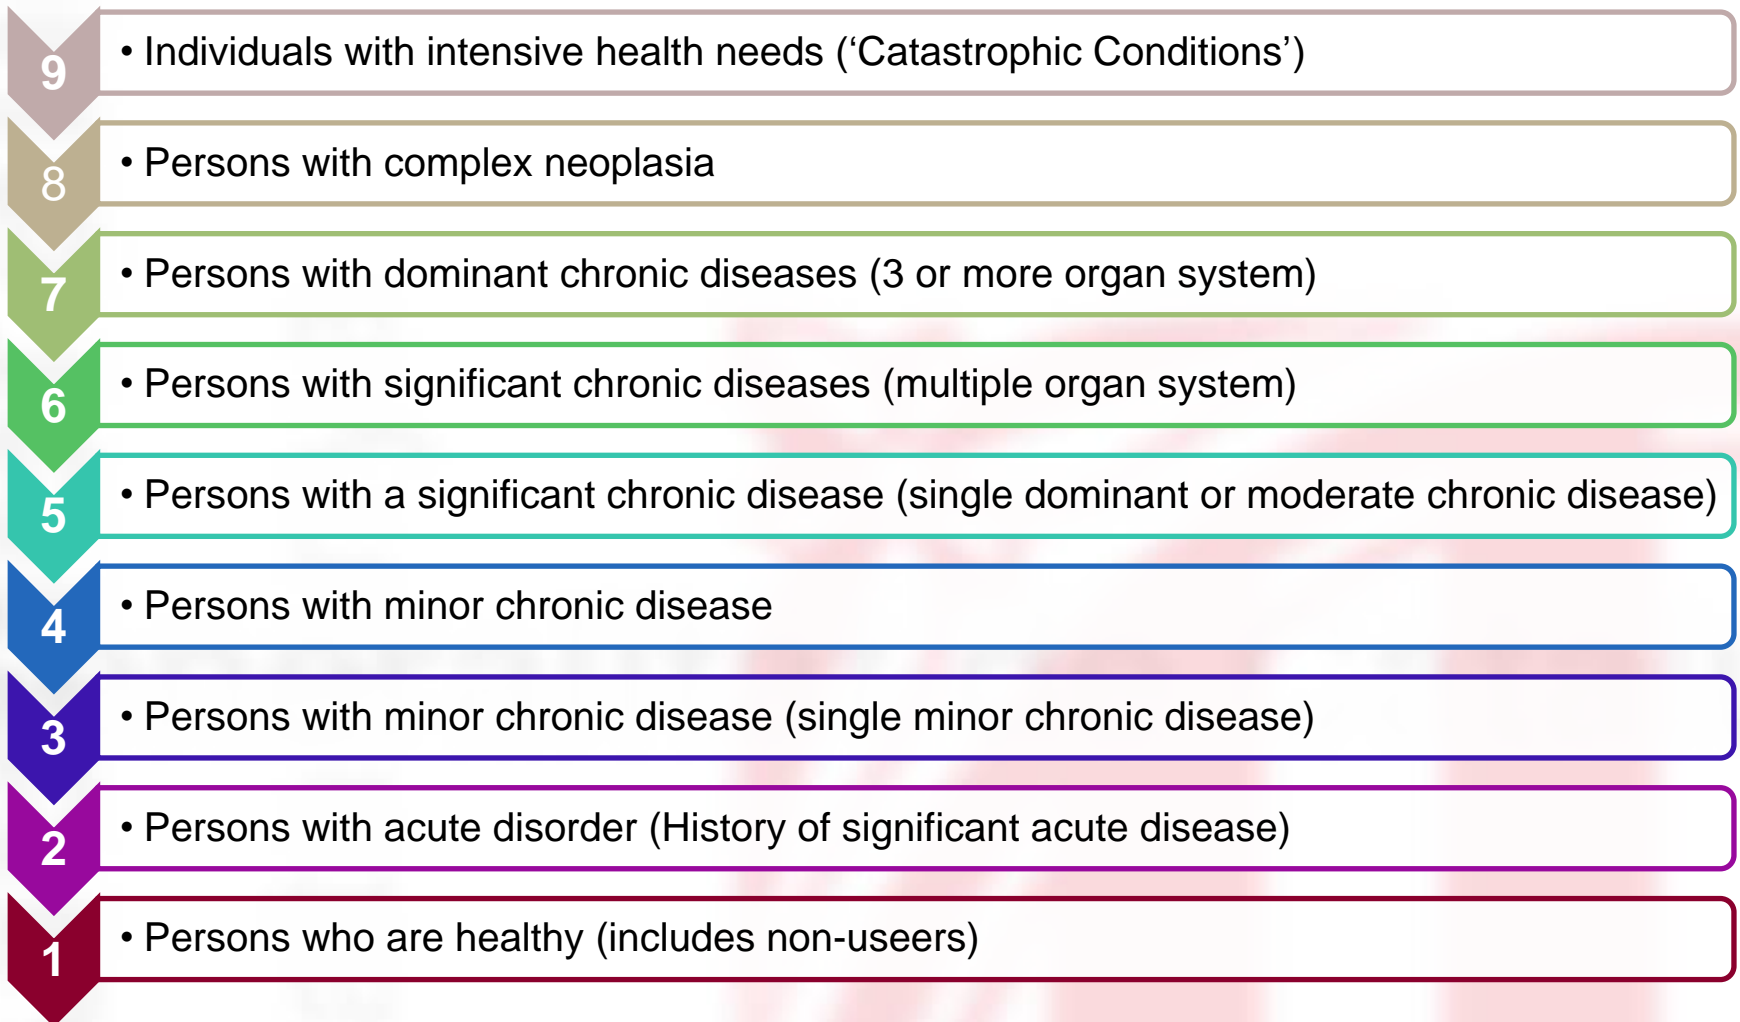 9
• Individuals with intensive health needs (‘Catastrophic Conditions’)
8
• Persons with complex neoplasia
7
• Persons with dominant chronic diseases (3 or more organ system)
6
• Persons with significant chronic diseases (multiple organ system)
5
• Persons with a significant chronic disease (single dominant or moderate chronic disease)
4
• Persons with minor chronic disease
3
• Persons with minor chronic disease (single minor chronic disease)
2
• Persons with acute disorder (History of significant acute disease)
1
• Persons who are healthy (includes non-useers)